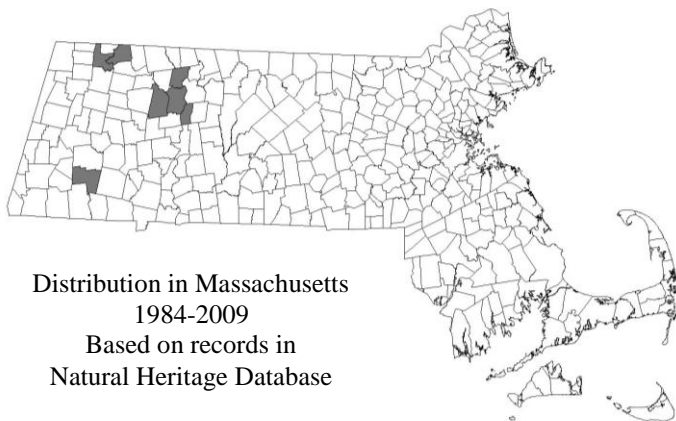 Distribution in Massachusetts
1984-2009
Based on records in
Natural Heritage Database